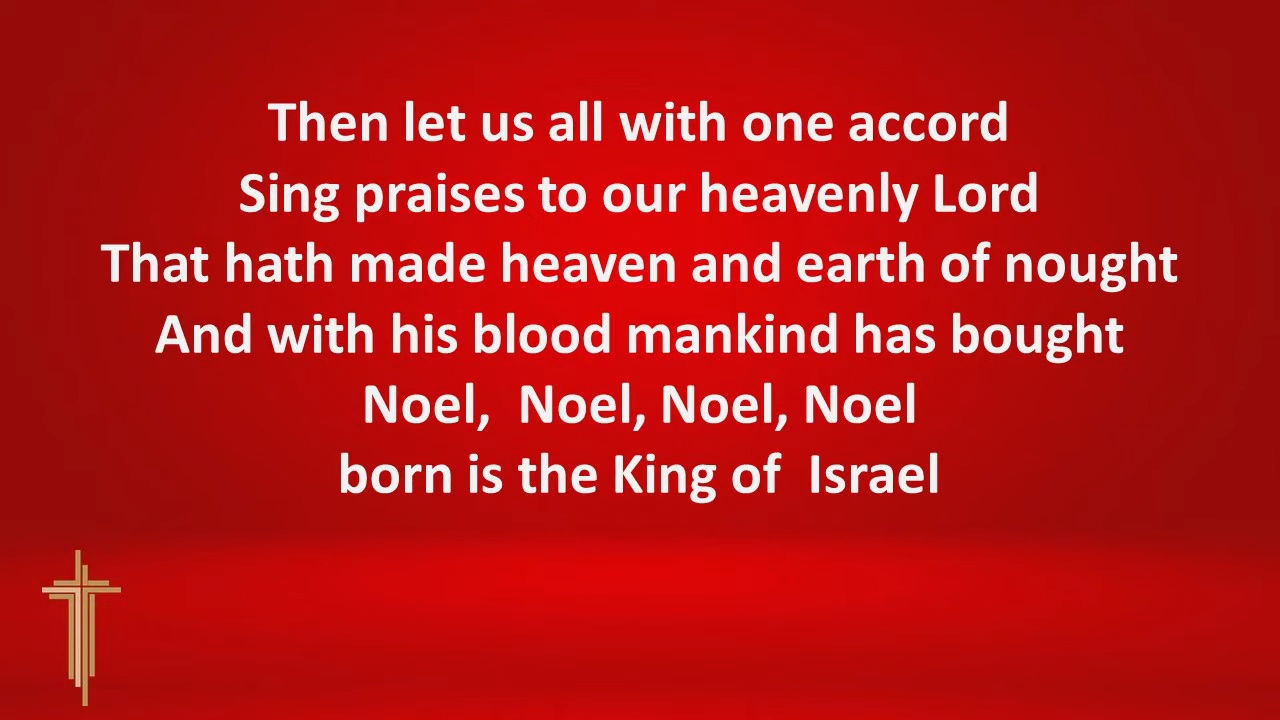 Then let us all with one accord
Sing praises to our heavenly Lord
That hath made heaven and earth of nought
And with his blood mankind has bought
Noel,  Noel, Noel, Noel
born is the King of  Israel